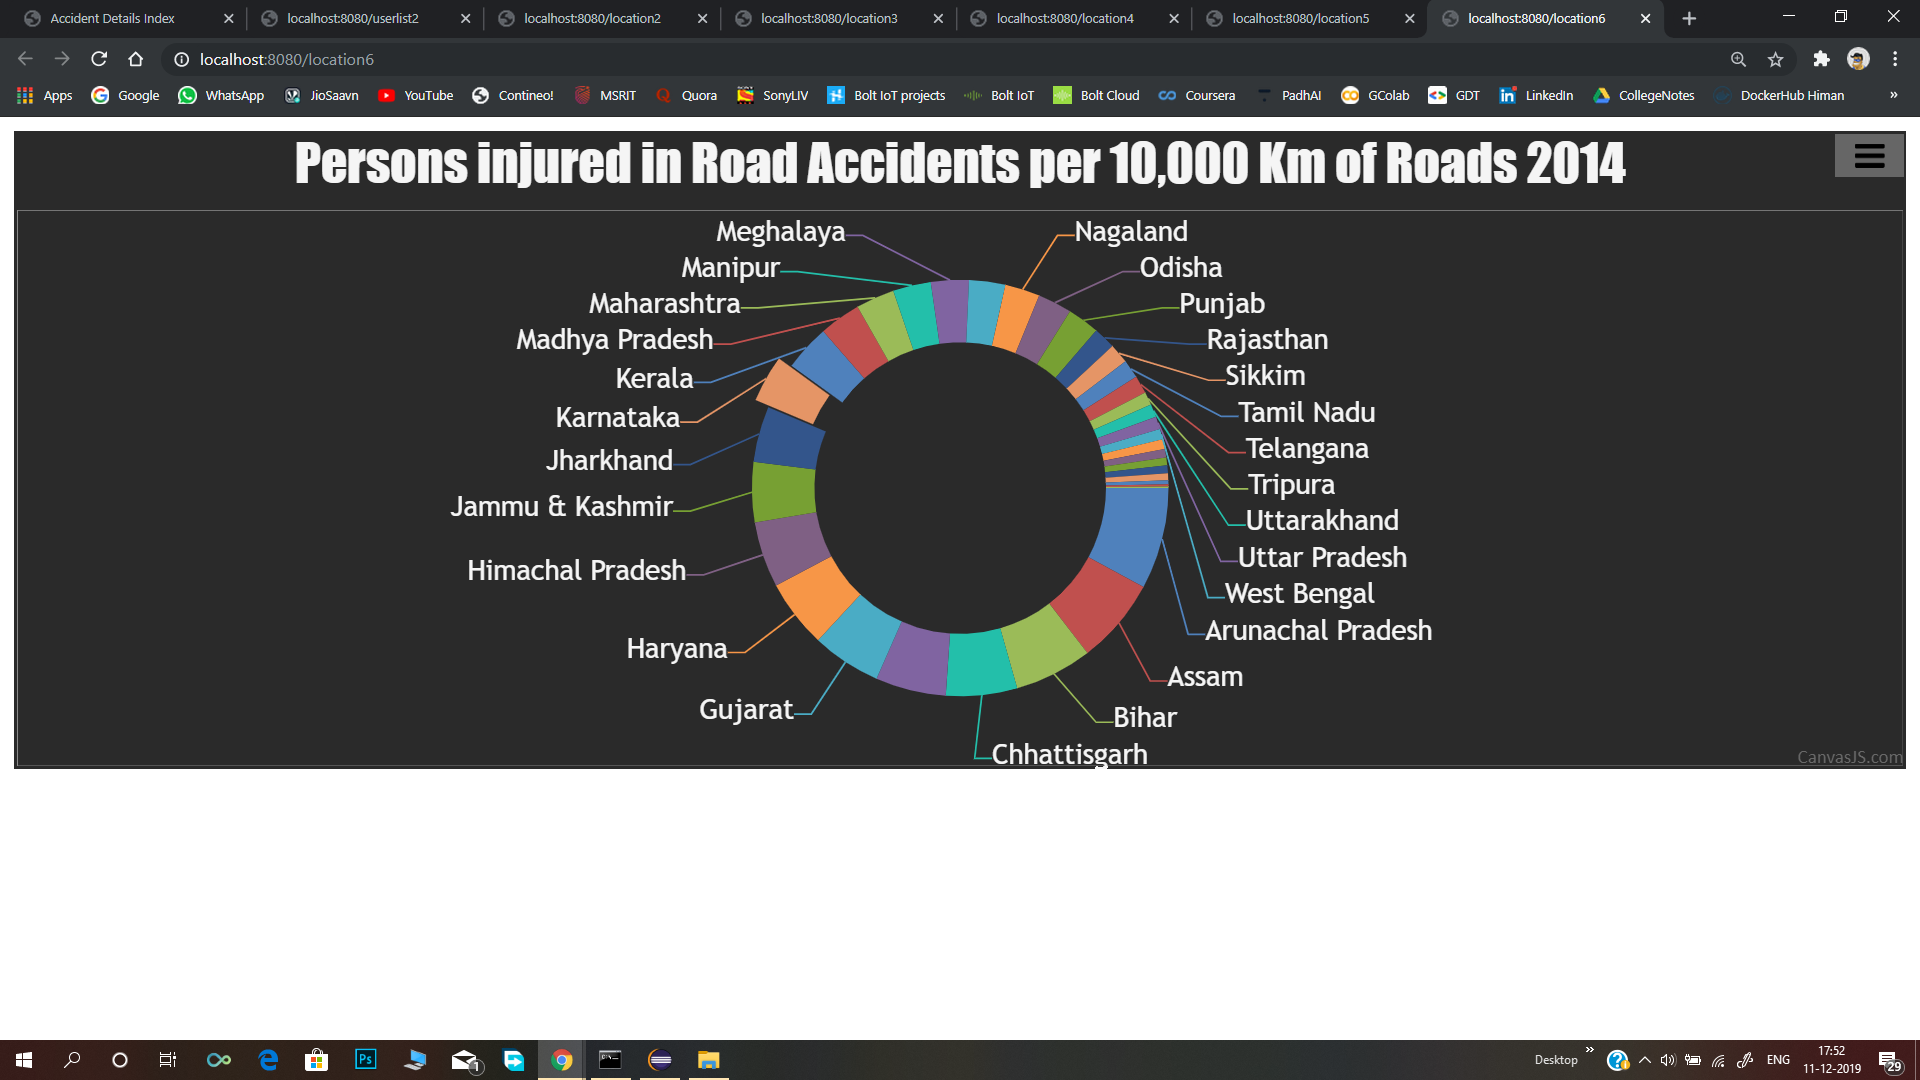 Accident Details Index
localhost:8080/userlist2
localhost:8080/location2
localhost:8080/location3
localhost:8080/location4
localhost:8080/location5
localhost:8080/location6
localhost:8080/location6
Apps
Google
WhatsApp
JioSaavn
YouTube
Contineo!
MSRIT
Quora
SonyLIV
Bolt IoT projects
Bolt IoT
Bolt Cloud
Coursera
PadhAI
GColab
GDT
LinkedIn
CollegeNotes
DockerHub Himan
»
Persons injured in Road Accidents per 10,000 Km of Roads 2014
Meghalaya
Nagaland
Manipur
Odisha
Maharashtra
Punjab
Madhya Pradesh
Rajasthan
Kerala
Sikkim
Karnataka
Tamil Nadu
Jharkhand
Telangana
Jammu & Kashmir
Tripura
Uttarakhand
Himachal Pradesh
Uttar Pradesh
West Bengal
Haryana
Arunachal Pradesh
Gujarat
Assam
Bihar
Chhattisgarh
CanvasJS.com
Ps
1
Desktop
»
ENG
17:52
11-12-2019
29